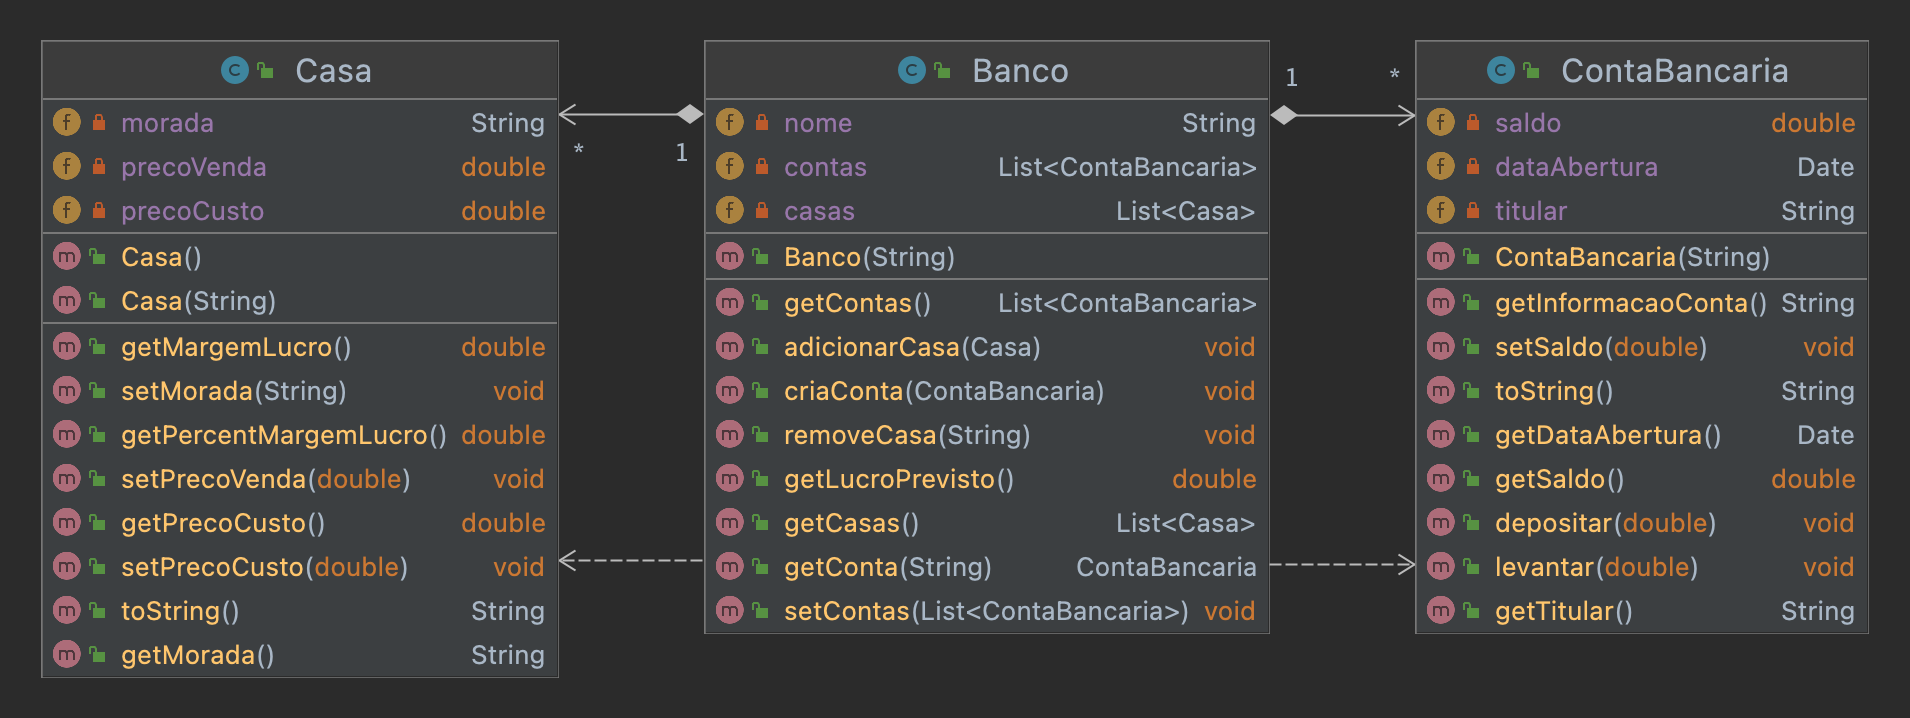 Casa
morada String
precoVenda double
precoCusto double
Casa()
Casa(String)
getMargemLucro() double
setMorada(String) void
getPercentMargemLucro() double
setPrecoVenda(double) void
getPrecoCusto() double
setPrecoCusto(double) void
toString() String
getMorada() String
* 1
Banco
nome String
contas List<ContaBancaria>
casas List<Casa>
Banco(String)
getContas() List<ContaBancaria>
adicionarCasa(Casa) void
criaConta(ContaBancaria) void
removeCasa(String) void
getLucroPrevisto() double
getCasas() List<Casa>
getConta(String) ContaBancaria
setContas(List<ContaBancaria>) void
1 *
ContaBancaria
saldo double
dataAbertura Date
titular String
ContaBancaria(String)
getInformacaoConta() String
setSaldo(double) void
toString() String
getDataAbertura() Date
getSaldo() double
depositar(double) void
levantar(double) void
getTitular() String